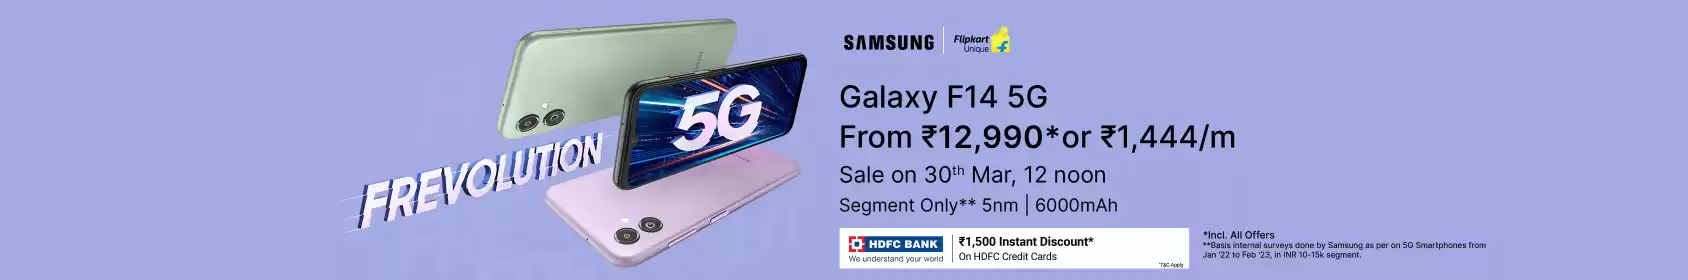 FREVOLUTION
5G
SAMSUNG
Flipkart
Unique
Galaxy F14 5G
From ₹12,990*or ₹1,444/m
Sale on 30th Mar, 12 noon
Segment Only** 5nm | 6000mAh
HDFC BANK
We understand your world
₹1,500 Instant Discount*
On HDFC Credit Cards
*T&C Apply
*Incl. All Offers
**Basis internal surveys done by Samsung as per on 5G Smartphones from
Jan '22 to Feb '23, in INR 10-15k segment.